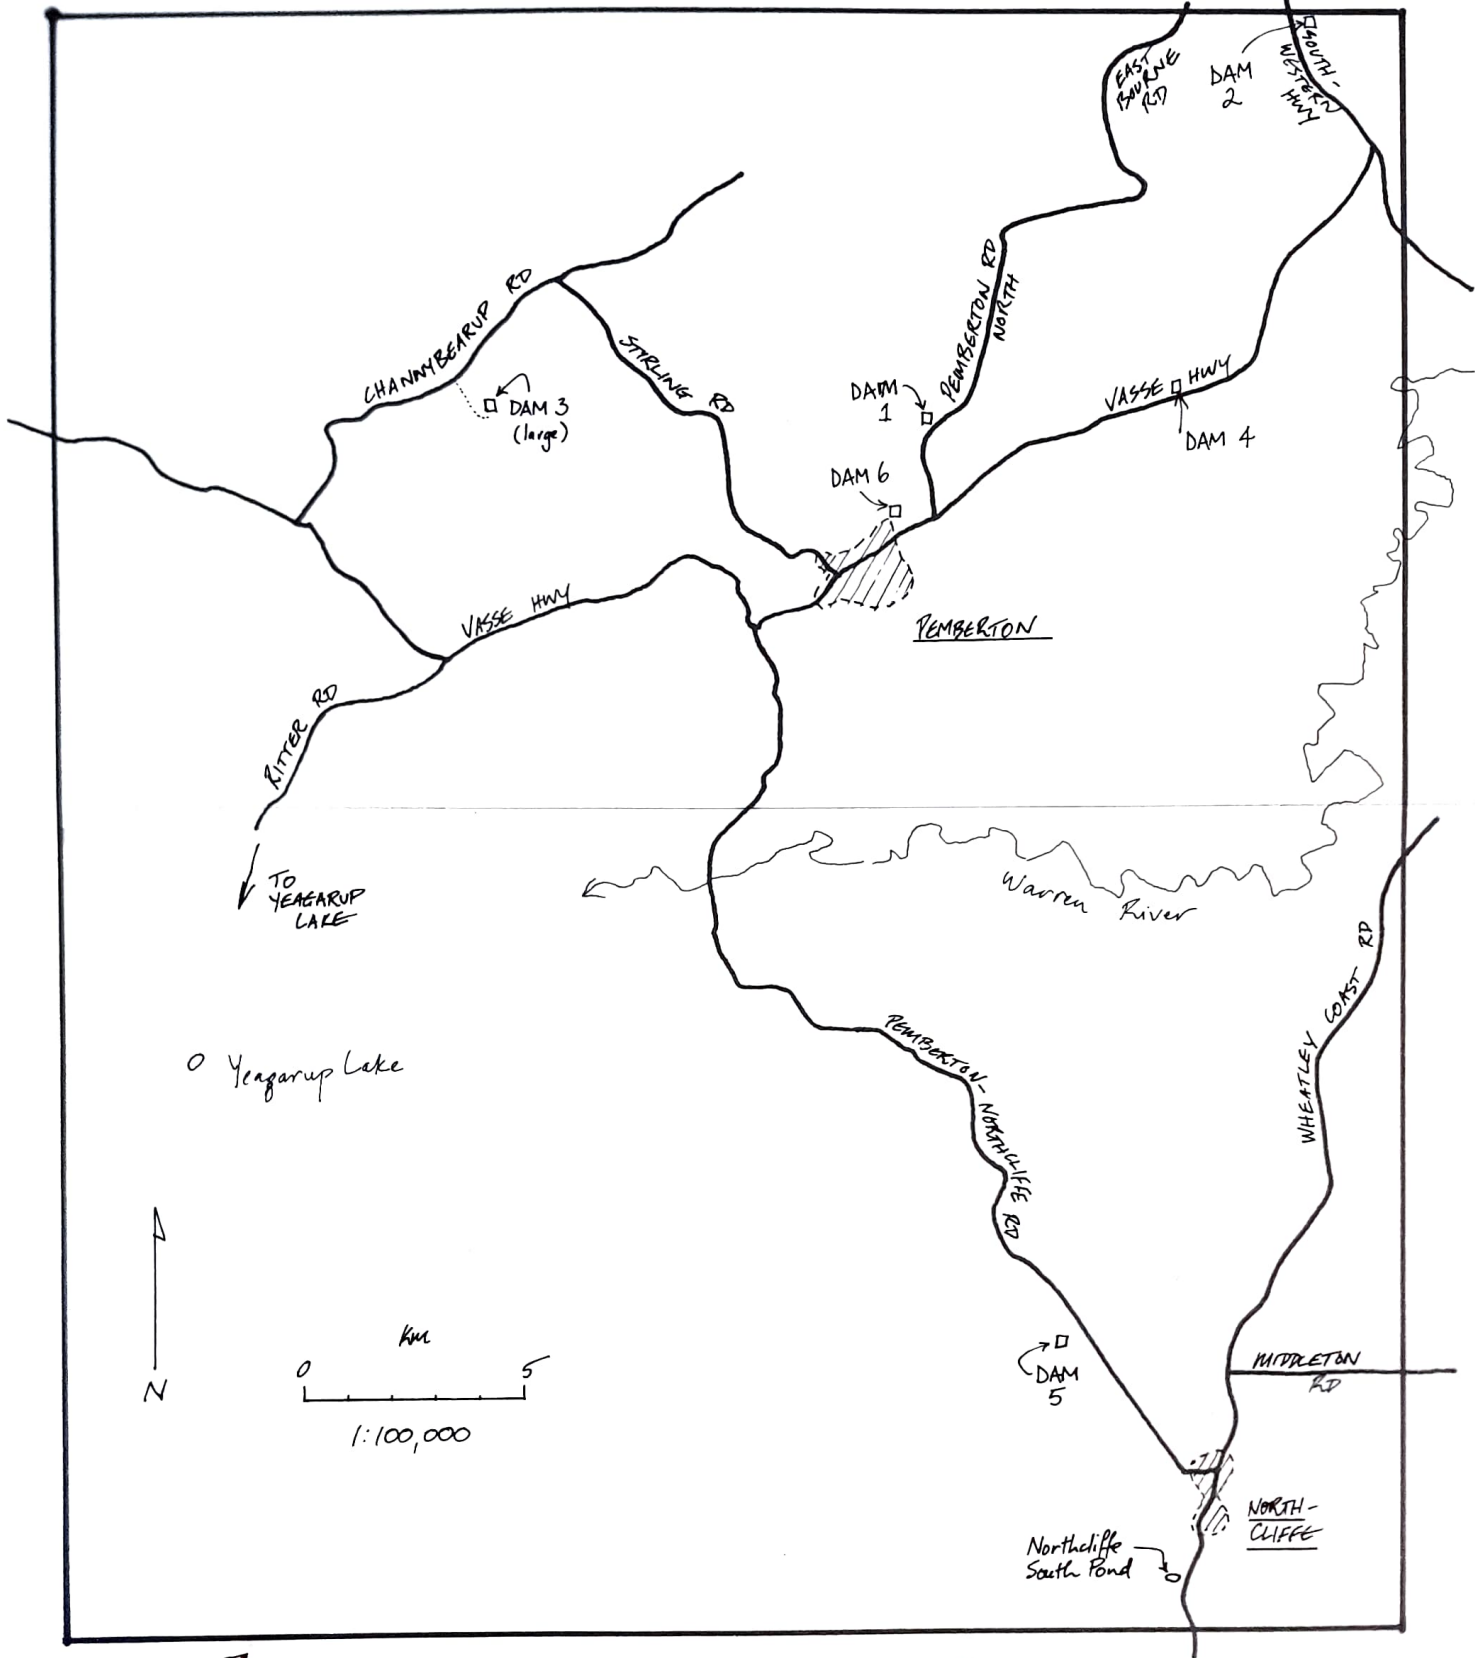 EAST
BOURNE
RD
DAM
2
SOUTH-
WESTERN
HWY
CHANNYBEARUP RD
STIRLING RD
PEMBERTON RD
NORTH
DAM 3
(large)
DAM
1
VASSE HWY
DAM 4
DAM 6
VASSE HWY
PEMBERTON
RITTER RD
TO
YEAGARUP
LAKE
Warren River
WHEATLEY COAST RD
PEMBERTON-NORTHCLIFFE RD
Yeagarup Lake
N
Km
0 5
1:100,000
DAM
5
MIDDLETON
RD
NORTH-
CLIFFE
Northcliffe
South Pond